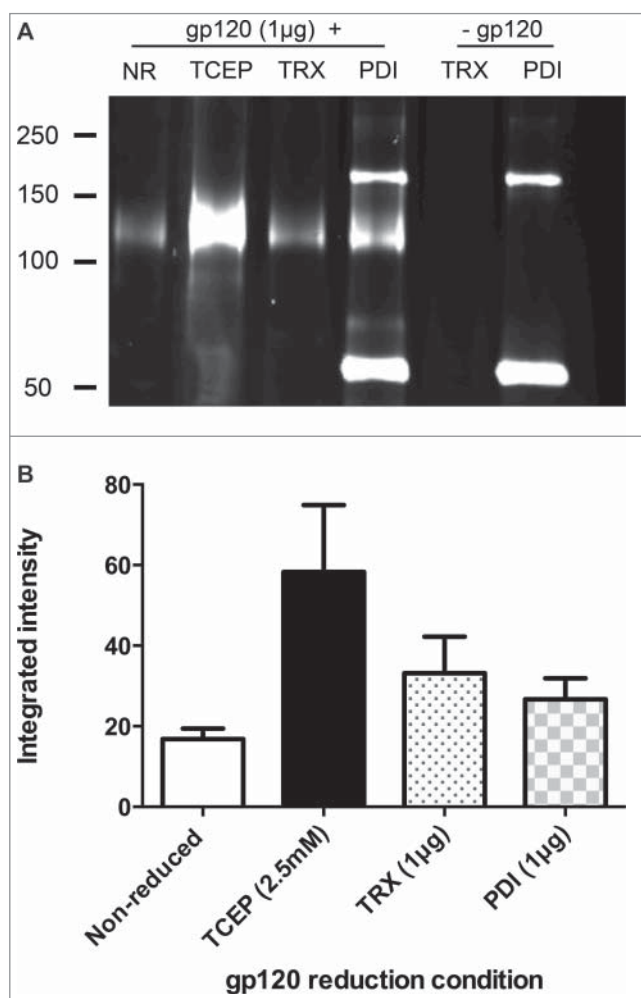 A
gp120 (1µg) +
- gp120
NR TCEP TRX PDI TRX PDI
250
150
100
50
B
Integrated intensity
80
60
40
20
0
Non-reduced
TCEP (2.5mM)
TRX (1µg)
PDI (1µg)
gp120 reduction condition